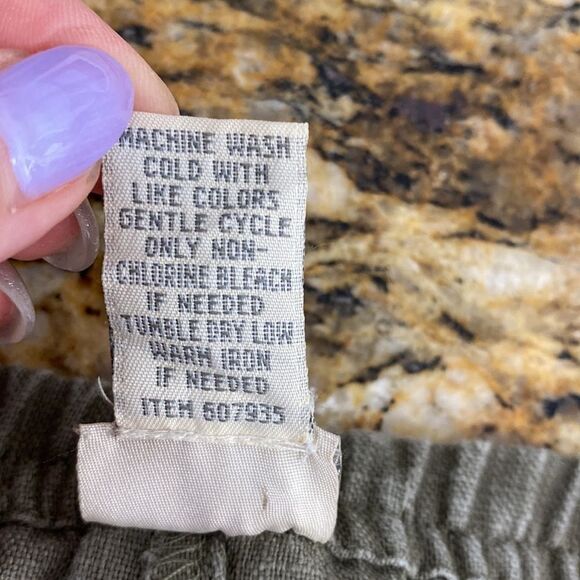 MACHINE WASH
COLD WITH
LIKE COLORS
GENTLE CYCLE
ONLY NON-
CHLORINE BLEACH
IF NEEDED
TUMBLE DRY LOW
WARM IRON
IF NEEDED
ITEM 607935